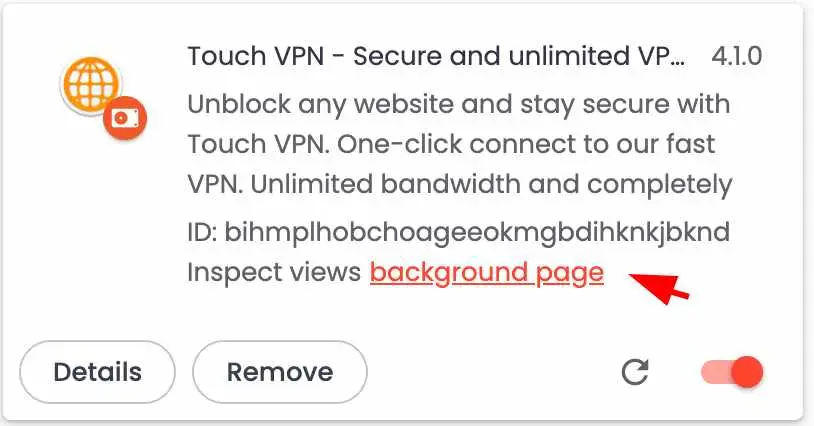 Touch VPN - Secure and unlimited VP... 4.1.0
Unblock any website and stay secure with
Touch VPN. One-click connect to our fast
VPN. Unlimited bandwidth and completely
ID: bihmplhobchoageeokmgbdihknkjbknd
Inspect views background page
Details Remove